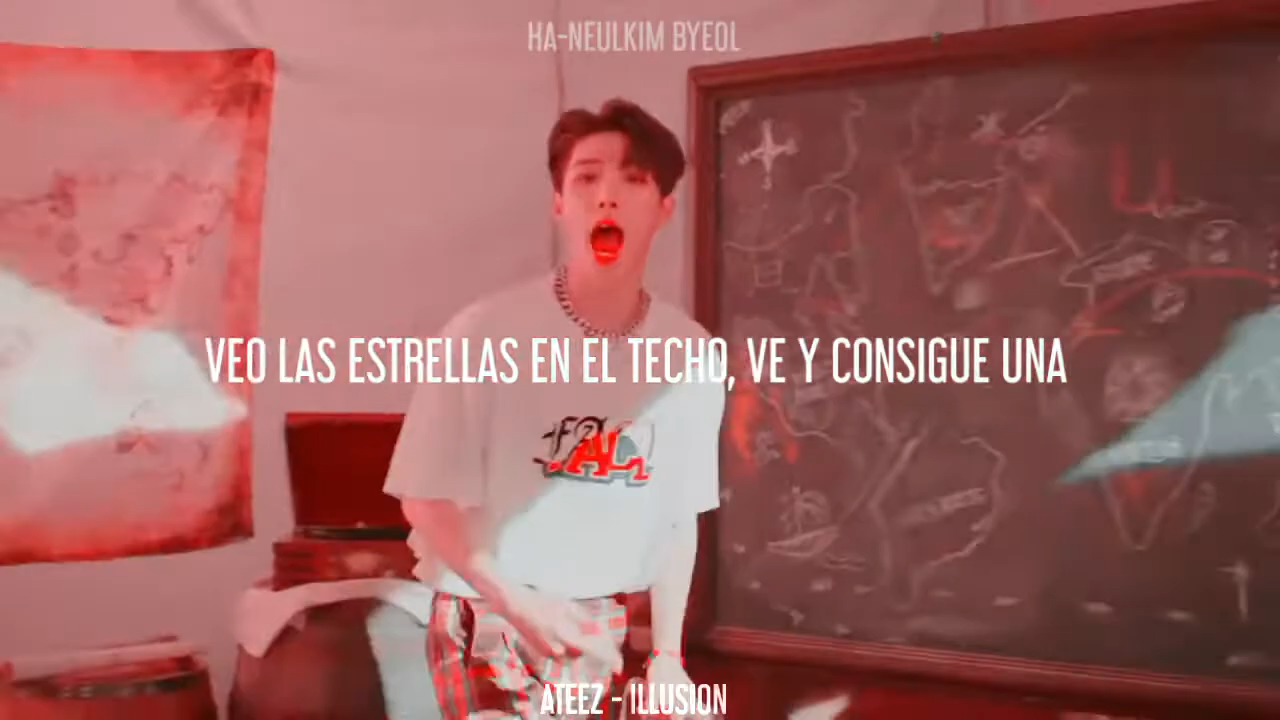 HA-NEULKIM BYEOL
VEO LAS ESTRELLAS EN EL TECHO, VE Y CONSIGUE UNA
ATEEZ - ILLUSION